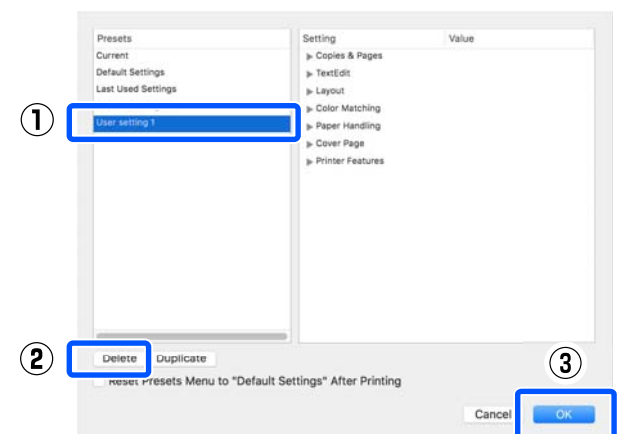 Presets
Setting Value
Current
Default Settings
Last Used Settings
User setting 1
▶ Copies & Pages
▶ TextEdit
▶ Layout
▶ Color Matching
▶ Paper Handling
▶ Cover Page
▶ Printer Features
①
②
Delete Duplicate
③
Reset Presets Menu to "Default Settings" After Printing
Cancel OK